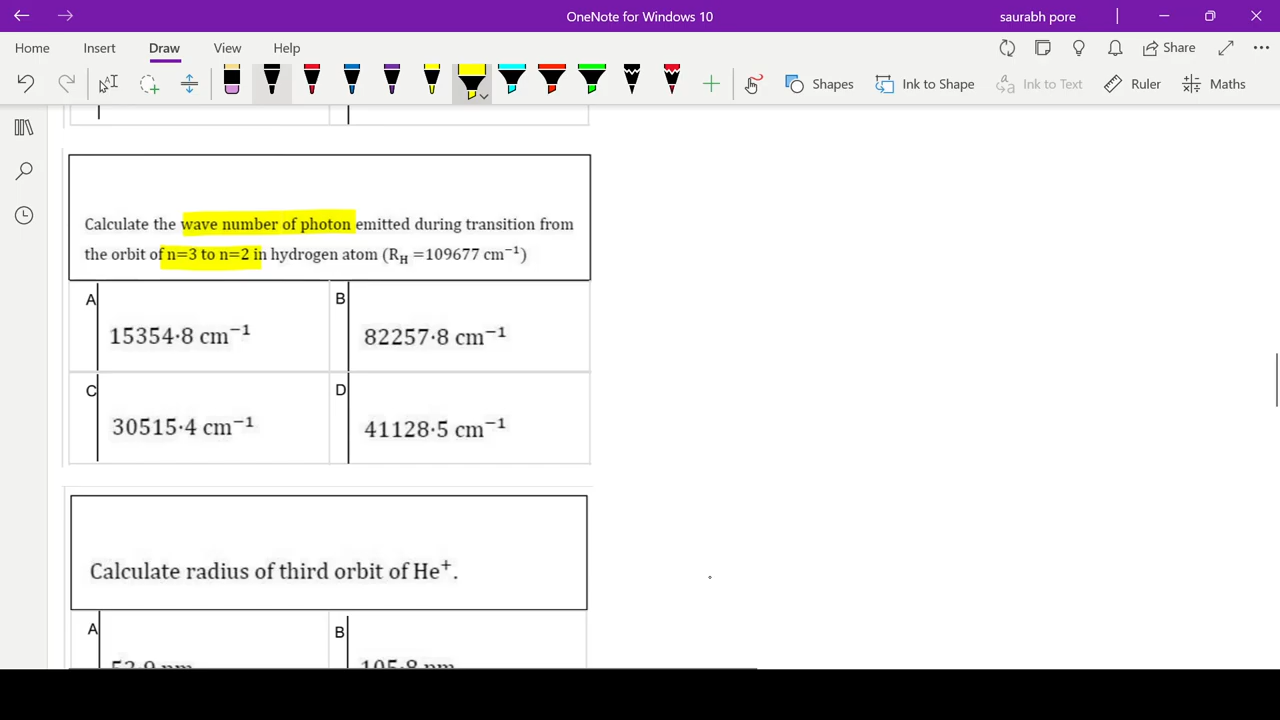 OneNote for Windows 10
saurabh pore
Home Insert Draw View Help
Share
Shapes Ink to Shape Ink to Text Ruler Maths
Calculate the wave number of photon emitted during transition from
the orbit of n=3 to n=2 in hydrogen atom (R_H =109677 cm⁻¹)
A
15354·8 cm⁻¹
B
82257·8 cm⁻¹
C
30515·4 cm⁻¹
D
41128·5 cm⁻¹
Calculate radius of third orbit of He⁺.
A
B